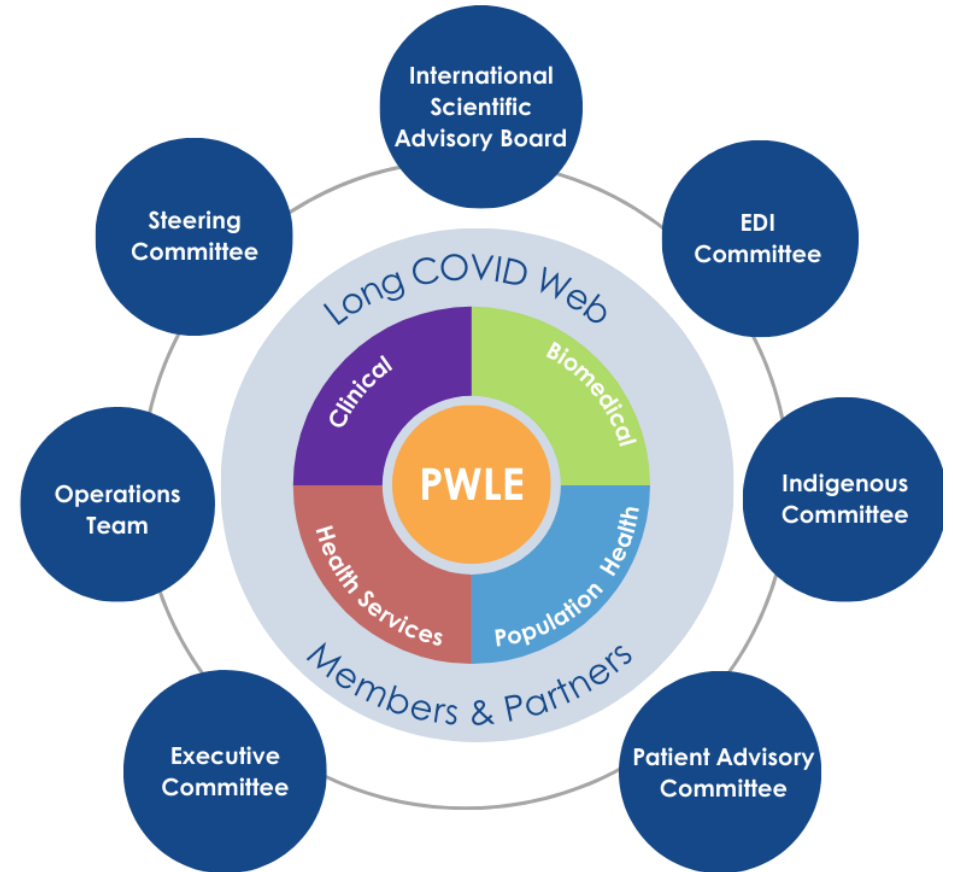 International
Scientific
Advisory Board
Steering
Committee
EDI
Committee
Long COVID Web
Clinical
Biomedical
PWLE
Operations
Team
Indigenous
Committee
Health Services
Population Health
Members & Partners
Executive
Committee
Patient Advisory
Committee